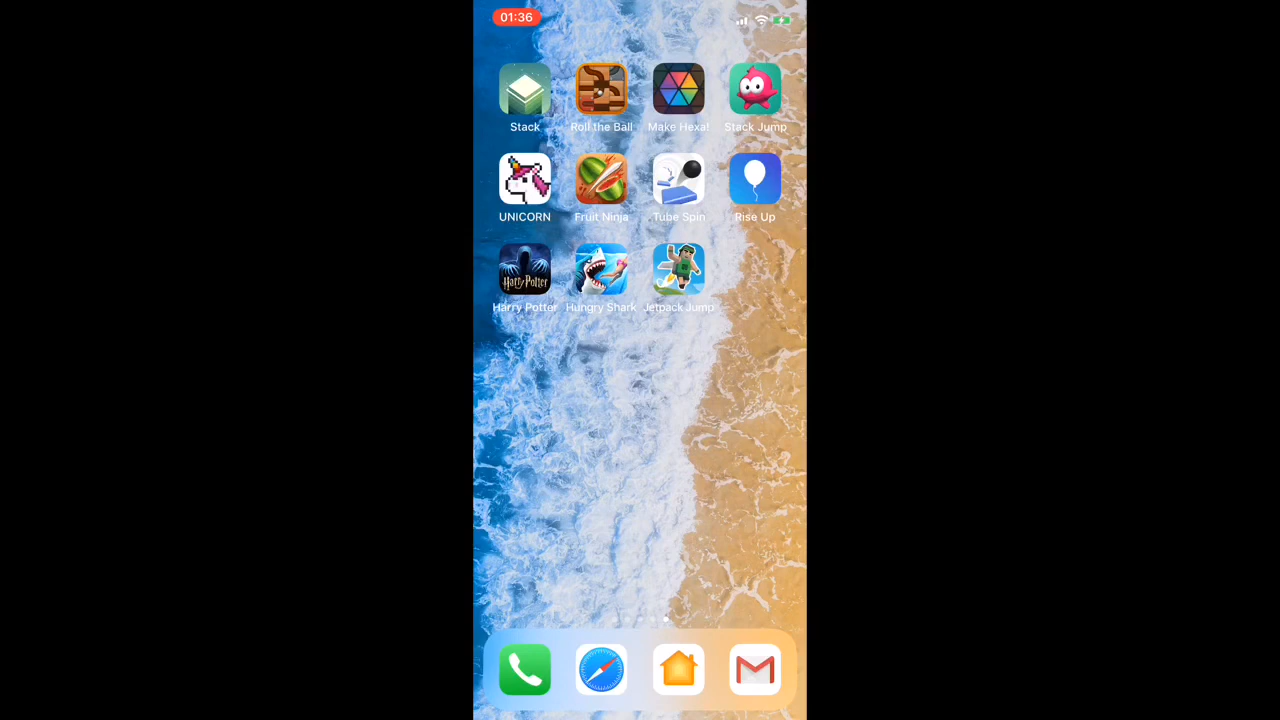 01:36
Stack
Roll the Ball
Make Hexa!
Stack Jump
UNICORN
Fruit Ninja
Tube Spin
Rise Up
Harry Potter
Harry Potter
Hungry Shark
Jetpack Jump